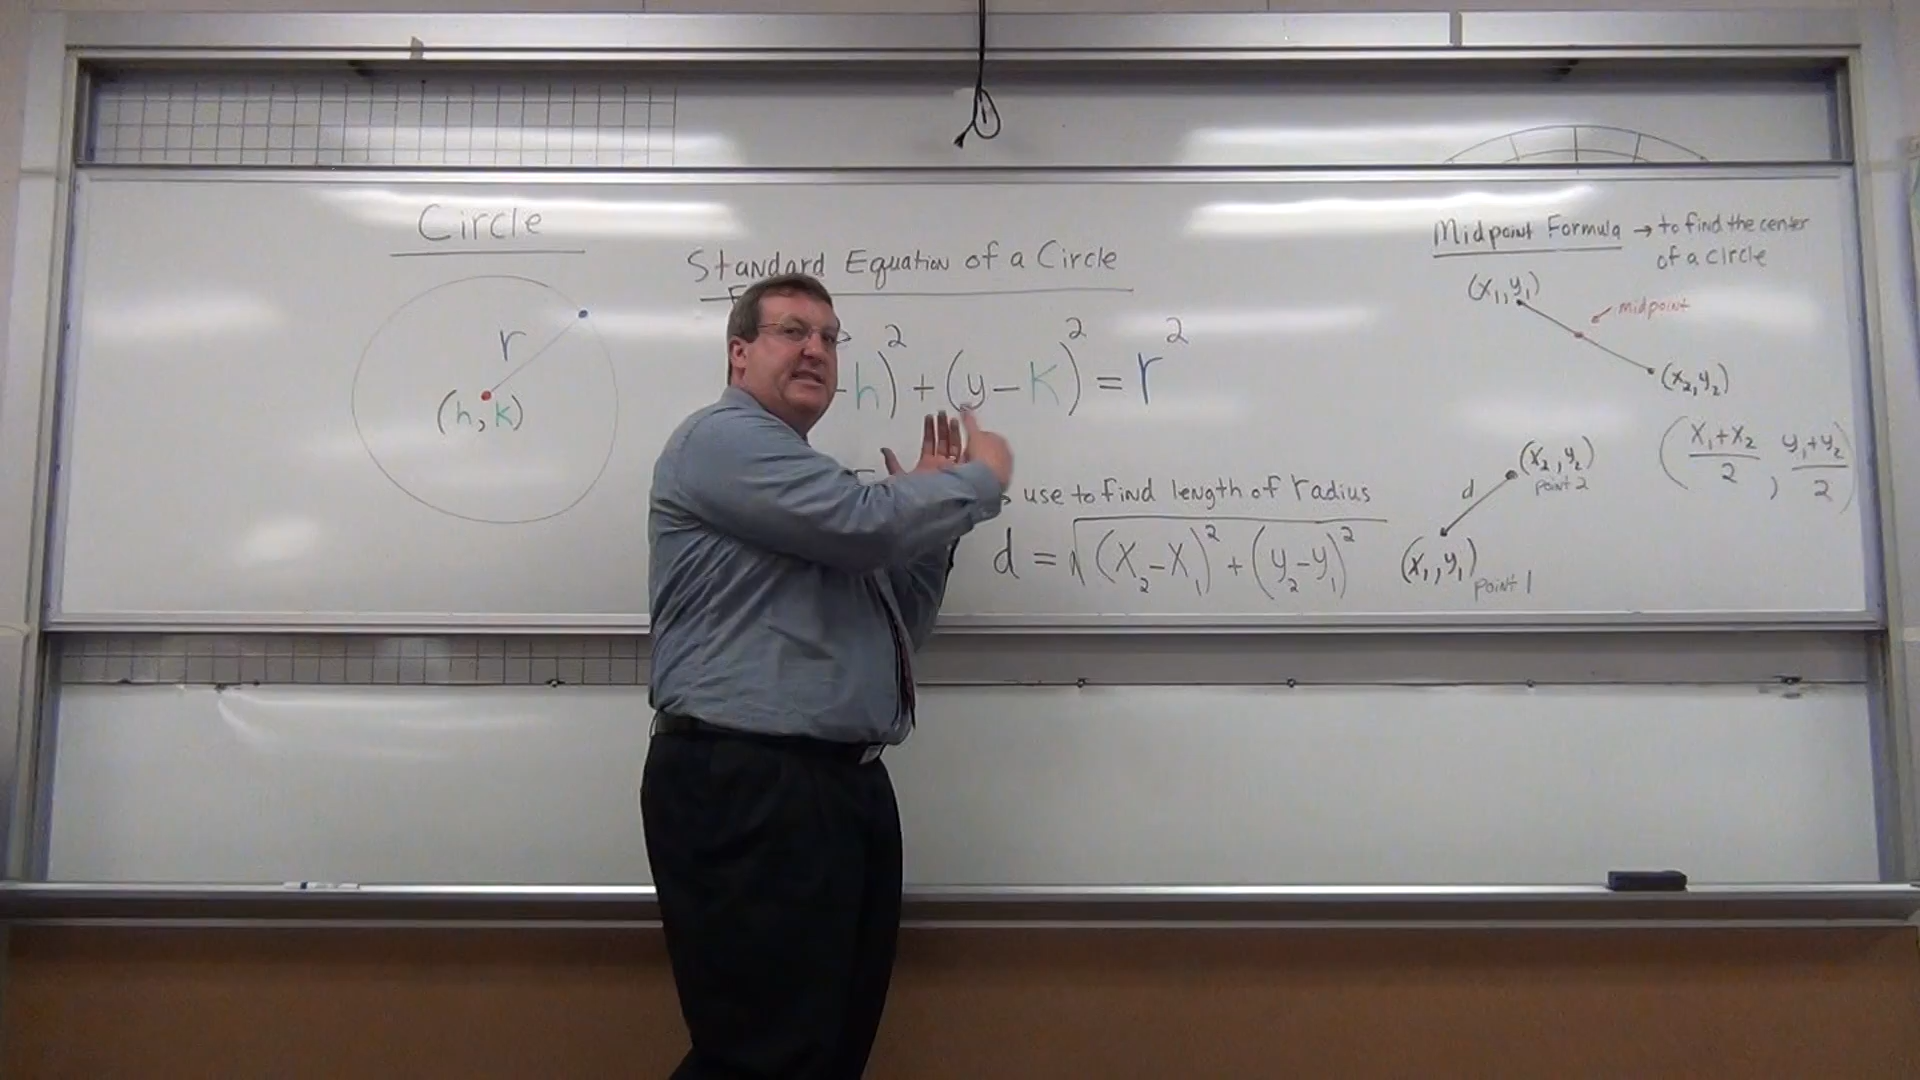 Circle
r
(h, k)
Standard Equation of a Circle
-h)² + (y - k)² = r²
use to find length of radius
d = √(x₂-x₁)² + (y₂-y₁)²
Midpoint Formula → to find the center
of a circle
(x₁, y₁)
midpoint
(x₂, y₂)
(x₁+x₂/2, y₁+y₂/2)
(x₂, y₂)
point 2
d
(x₁, y₁)
point 1